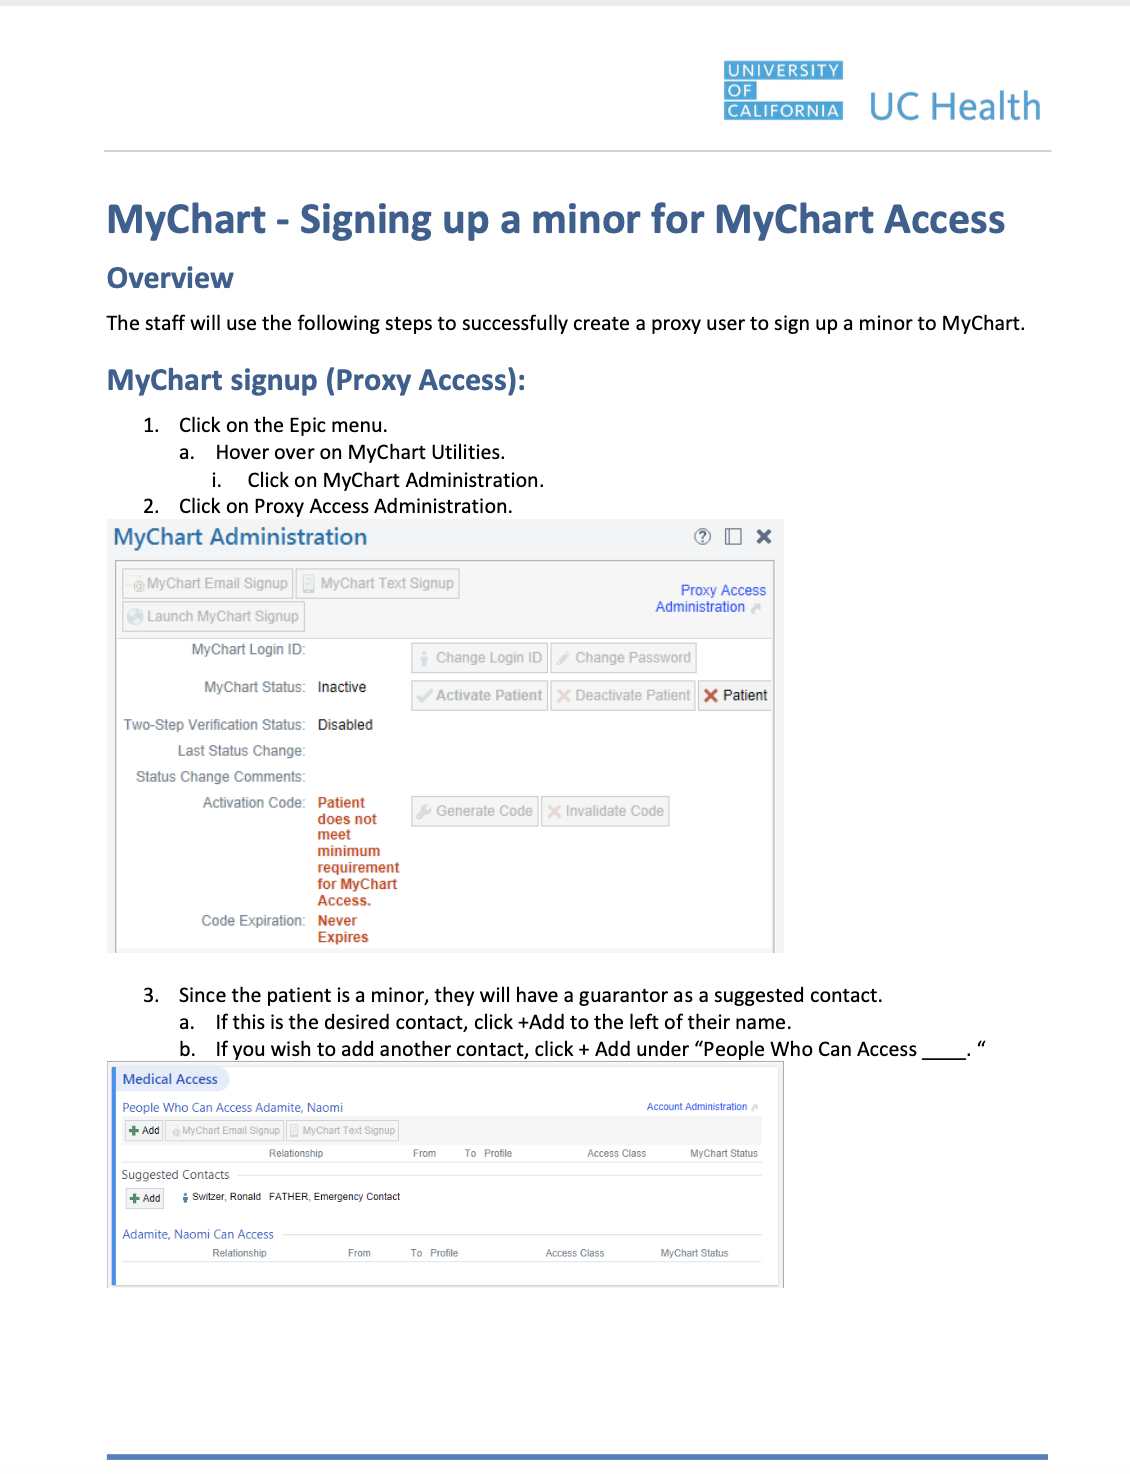 UNIVERSITY
OF
CALIFORNIA
UC Health
MyChart - Signing up a minor for MyChart Access
Overview
The staff will use the following steps to successfully create a proxy user to sign up a minor to MyChart.
MyChart signup (Proxy Access):
1. Click on the Epic menu.
a. Hover over on MyChart Utilities.
i. Click on MyChart Administration.
2. Click on Proxy Access Administration.
MyChart Administration
MyChart Email Signup MyChart Text Signup
Proxy Access
Administration
Launch MyChart Signup
MyChart Login ID:
Change Login ID Change Password
MyChart Status: Inactive
Activate Patient Deactivate Patient Patient
Two-Step Verification Status: Disabled
Last Status Change:
Status Change Comments:
Activation Code: Patient
does not
meet
minimum
requirement
for MyChart
Access.
Generate Code Invalidate Code
Code Expiration: Never
Expires
3. Since the patient is a minor, they will have a guarantor as a suggested contact.
a. If this is the desired contact, click +Add to the left of their name.
b. If you wish to add another contact, click + Add under “People Who Can Access ____. “
Medical Access
People Who Can Access Adamite, Naomi Account Administration
Add MyChart Email Signup MyChart Text Signup
Relationship From To Profile Access Class MyChart Status
Suggested Contacts
Add Switzer, Ronald FATHER, Emergency Contact
Adamite, Naomi Can Access
Relationship From To Profile Access Class MyChart Status